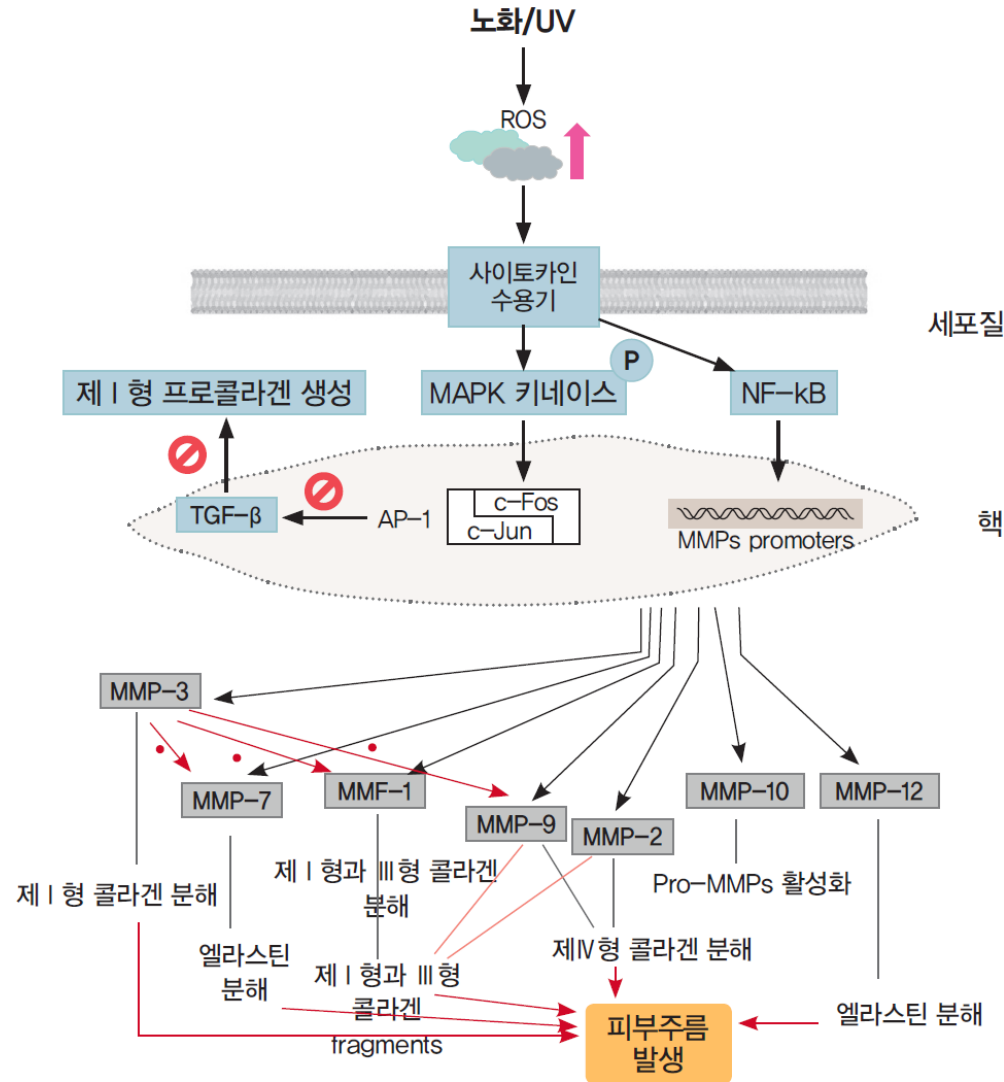 노화/UV
ROS
사이토카인
수용기
세포질
P
제Ⅰ형 프로콜라겐 생성
MAPK 키네이스
NF-kB
TGF-β
AP-1
c-Fos
c-Jun
MMPs promoters
핵
MMP-3
MMP-7
MMF-1
MMP-9
MMP-2
MMP-10
MMP-12
제Ⅰ형 콜라겐 분해
제Ⅰ형과 Ⅲ형 콜라겐
분해
Pro-MMPs 활성화
엘라스틴
분해
제Ⅰ형과 Ⅲ형
콜라겐
fragments
제Ⅳ형 콜라겐 분해
엘라스틴 분해
피부주름
발생